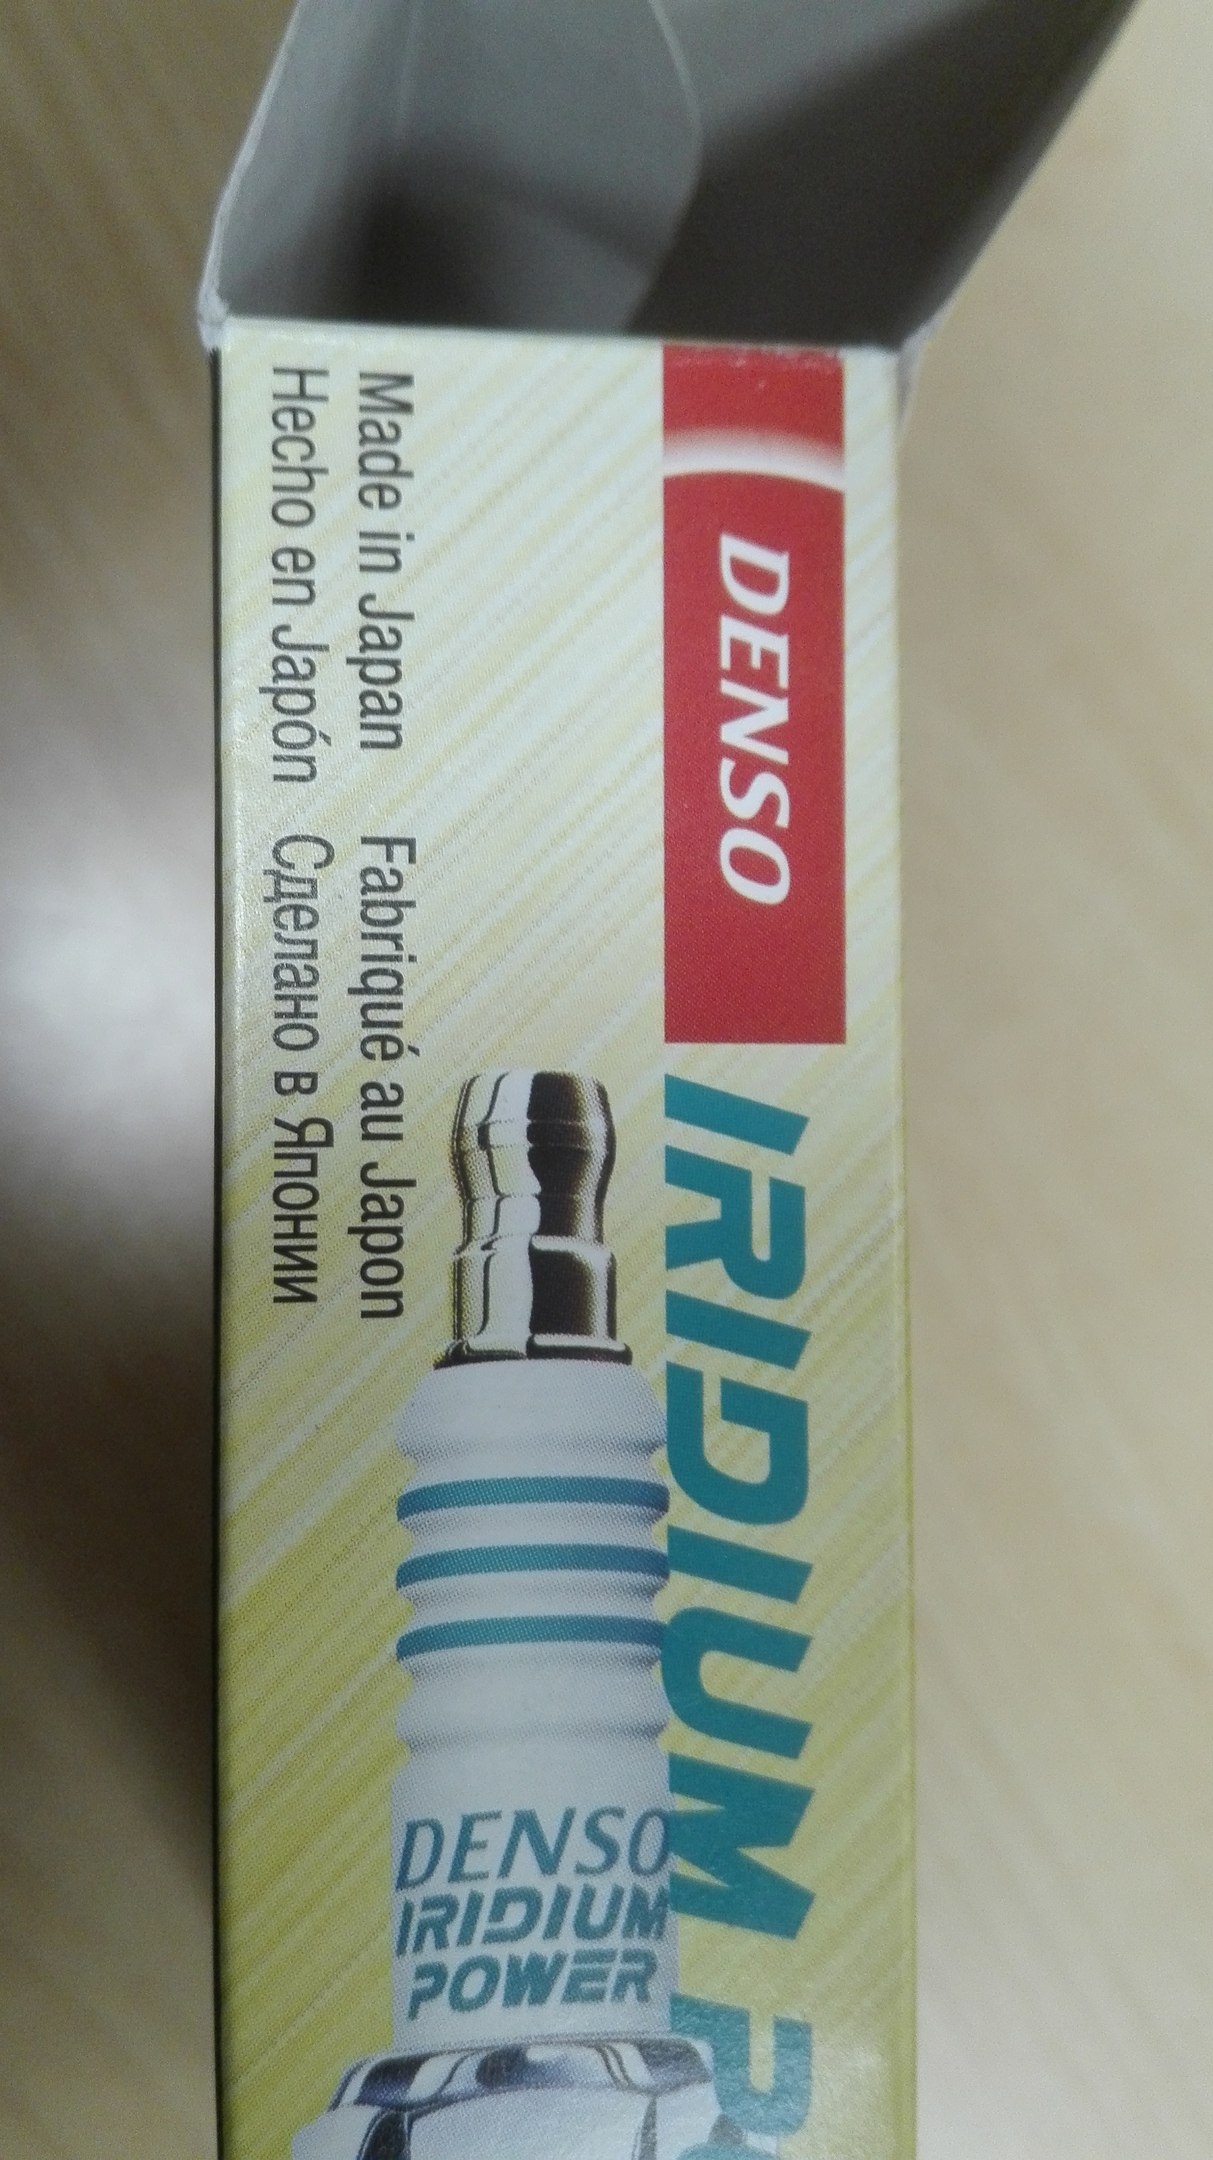 DENSO
IRIDIUM
Made in Japan Fabriqué au Japon
Hecho en Japón Сделано в Японии
DENSO
IRIDIUM
POWER